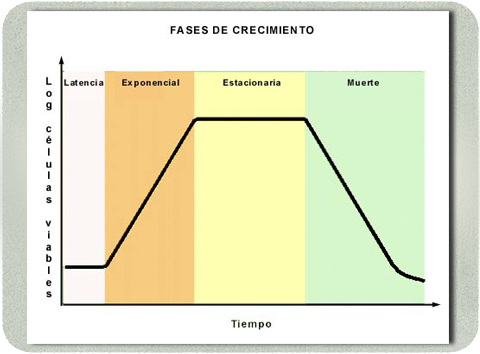 FASES DE CRECIMIENTO
Latencia
Exponencial
Estacionaria
Muerte
Log células viables
Tiempo